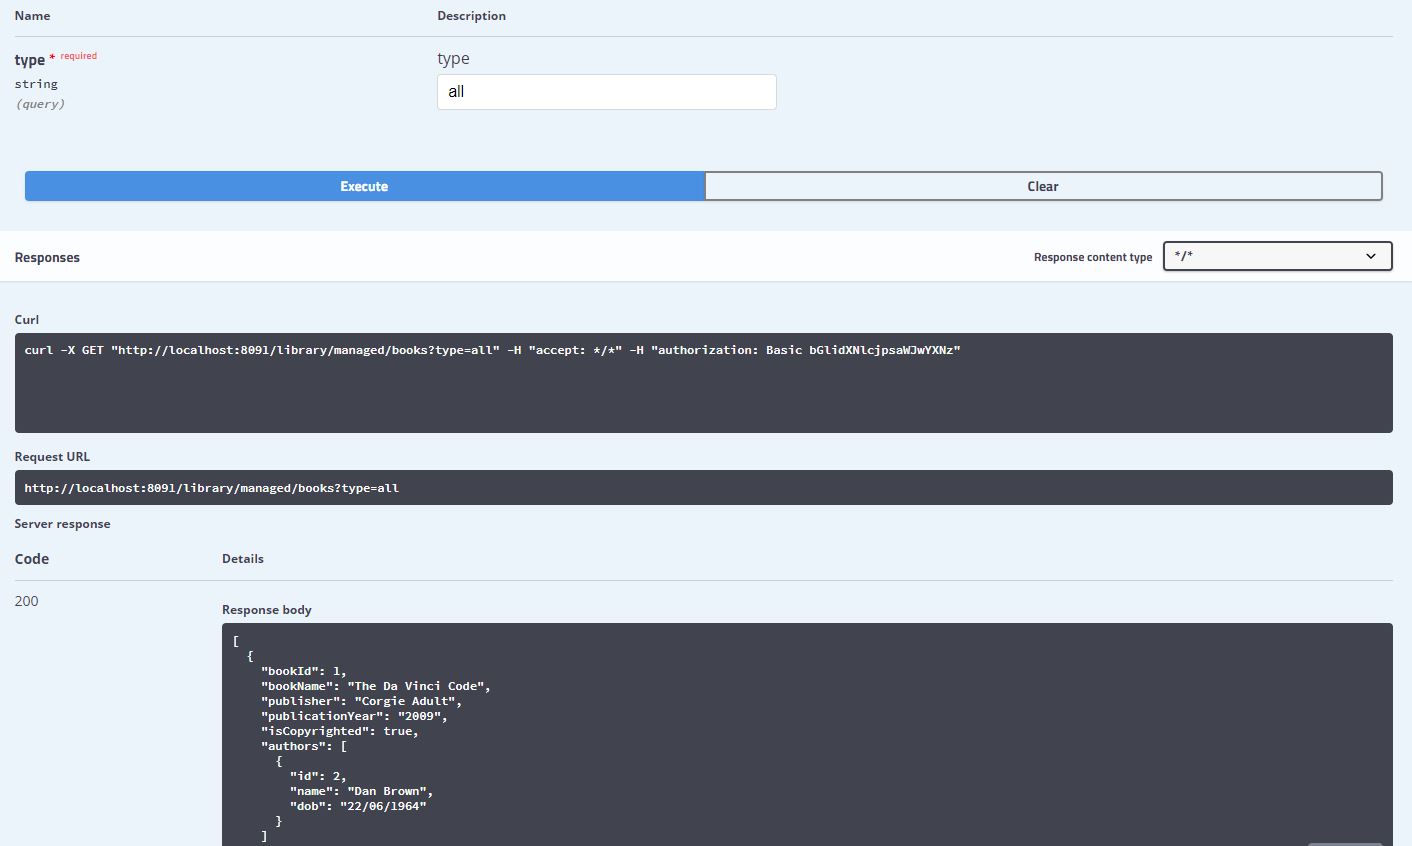 Name Description
type * required type
string
(query)
all
Execute Clear
Responses Response content type */*
Curl
curl -X GET "http://localhost:8091/library/managed/books?type=all" -H "accept: */*" -H "authorization: Basic bGlidXNlcjpsaWJwYXNz"
Request URL
http://localhost:8091/library/managed/books?type=all
Server response
Code Details
200
Response body
[
  {
    "bookId": 1,
    "bookName": "The Da Vinci Code",
    "publisher": "Corgie Adult",
    "publicationYear": "2009",
    "isCopyrighted": true,
    "authors": [
      {
        "id": 2,
        "name": "Dan Brown",
        "dob": "22/06/1964"
      }
    ]